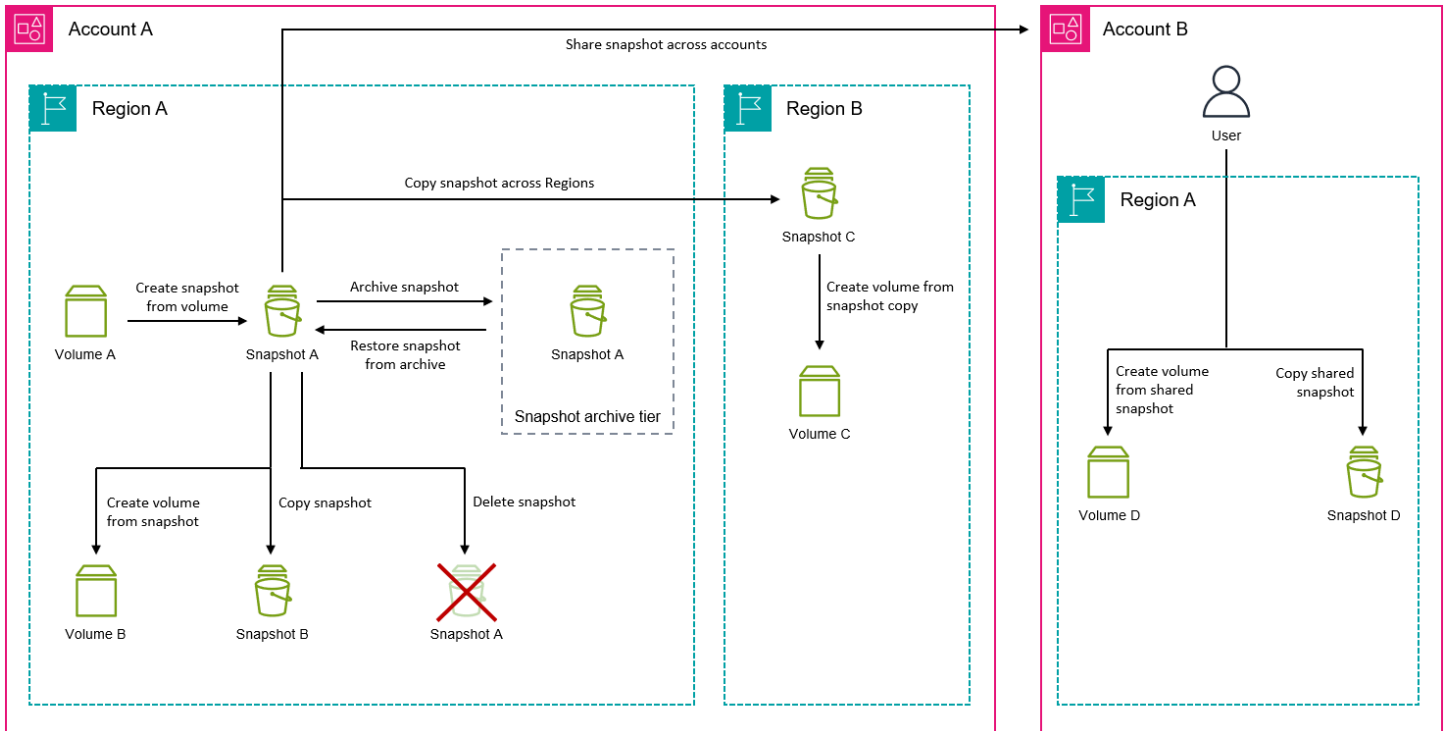 Account A
Share snapshot across accounts
Account B
Region A
Region B
User
Copy snapshot across Regions
Region A
Snapshot C
Create snapshot
from volume
Archive snapshot
Create volume from
snapshot copy
Volume A
Snapshot A
Restore snapshot
from archive
Snapshot A
Snapshot archive tier
Volume C
Create volume
from shared
snapshot
Copy shared
snapshot
Create volume
from snapshot
Copy snapshot
Delete snapshot
Volume D
Snapshot D
Volume B
Snapshot B
Snapshot A